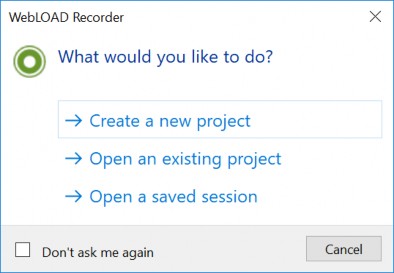 WebLOAD Recorder
What would you like to do?
Create a new project
Open an existing project
Open a saved session
Don't ask me again
Cancel